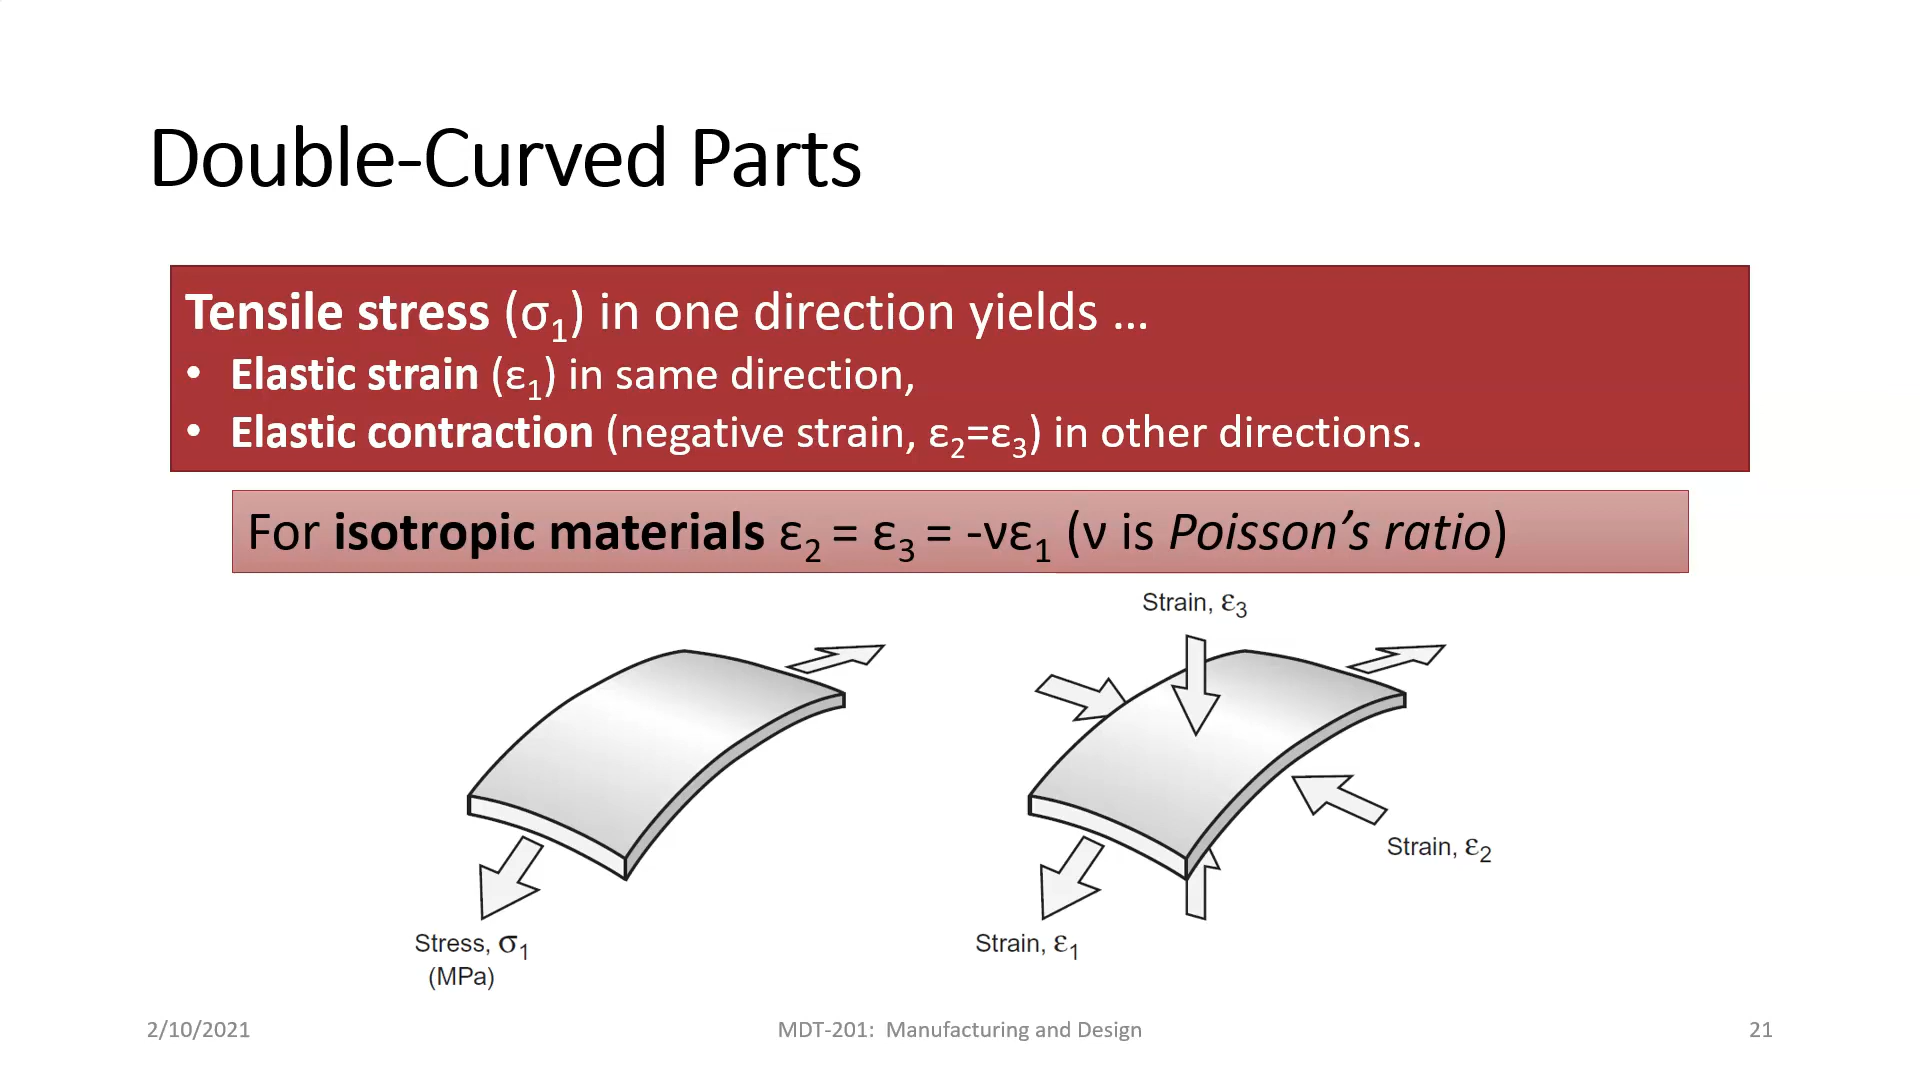 Double-Curved Parts
Tensile stress (σ₁) in one direction yields …
• Elastic strain (ε₁) in same direction,
• Elastic contraction (negative strain, ε₂=ε₃) in other directions.
For isotropic materials ε₂ = ε₃ = -νε₁ (ν is Poisson’s ratio)
Strain, ε₃
Strain, ε₂
Stress, σ₁
(MPa)
Strain, ε₁
2/10/2021
MDT-201: Manufacturing and Design
21